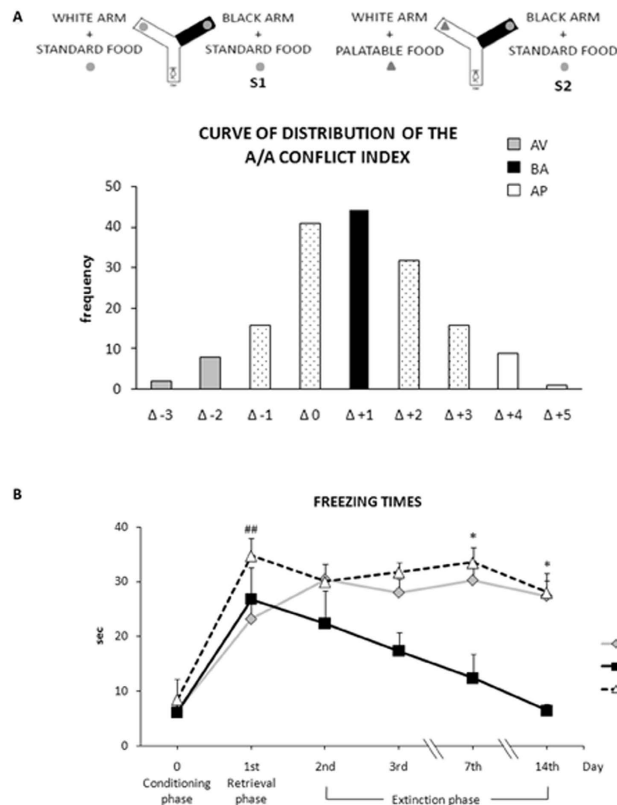 A
WHITE ARM
+
STANDARD FOOD
BLACK ARM
+
STANDARD FOOD
S1
WHITE ARM
+
PALATABLE FOOD
BLACK ARM
+
STANDARD FOOD
S2
CURVE OF DISTRIBUTION OF THE
A/A CONFLICT INDEX
AV
BA
AP
frequency
50
40
30
20
10
0
Δ -3 Δ -2 Δ -1 Δ 0 Δ +1 Δ +2 Δ +3 Δ +4 Δ +5
B
FREEZING TIMES
sec
40
30
20
10
0
##
*
*
0 1st 2nd 3rd 7th 14th Day
Conditioning phase
Retrieval phase
Extinction phase